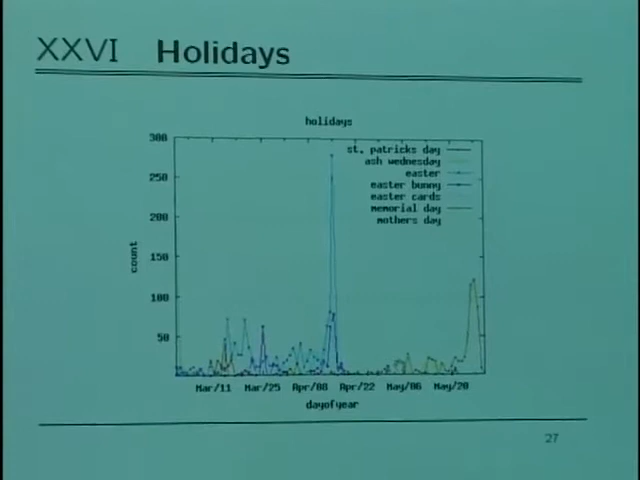 XXVI Holidays
holidays
300
250
200
150
100
50
count
st. patricks day
ash wednesday
easter
easter bunny
easter cards
memorial day
mothers day
Mar/11 Mar/25 Apr/08 Apr/22 May/06 May/20
dayofyear
27